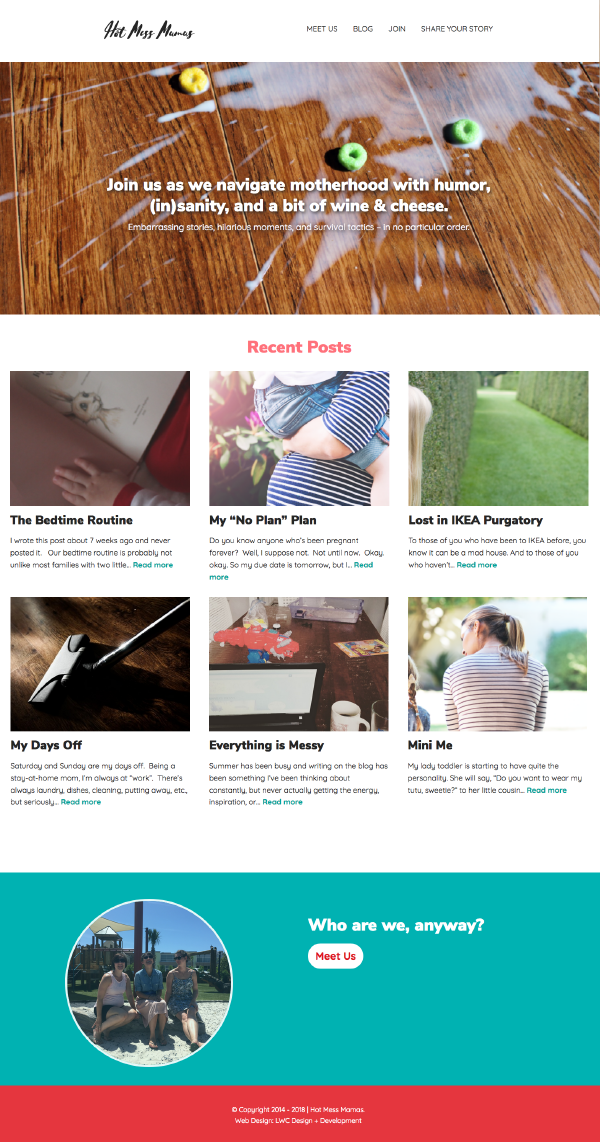 Hot Mess Mamas
MEET US BLOG JOIN SHARE YOUR STORY
Join us as we navigate motherhood with humor,
(in)sanity, and a bit of wine & cheese.
Embarrassing stories, hilarious moments, and survival tactics – in no particular order.
Recent Posts
The Bedtime Routine
I wrote this post about 7 weeks ago and never
posted it. Our bedtime routine is probably not
unlike most families with two little... Read more
My “No Plan” Plan
Do you know anyone who's been pregnant
forever? Well, I suppose not. Not until now. Okay,
okay. So my due date is tomorrow, but I... Read
more
Lost in IKEA Purgatory
To those of you who have been to IKEA before, you
know it can be a mad house. And to those of you
who haven't... Read more
My Days Off
Saturday and Sunday are my days off. Being a
stay-at-home mom, I'm always at “work”. There's
always laundry, dishes, cleaning, putting away, etc.,
but seriously... Read more
Everything is Messy
Summer has been busy and writing on the blog has
been something I've been thinking about
constantly, but never actually getting the energy,
inspiration, or... Read more
Mini Me
My lady toddler is starting to have quite the
personality. She will say, “Do you want to wear my
tutu, sweetie?” to her little cousin... Read more
Who are we, anyway?
Meet Us
© Copyright 2014 - 2018 | Hot Mess Mamas.
Web Design: LWC Design + Development